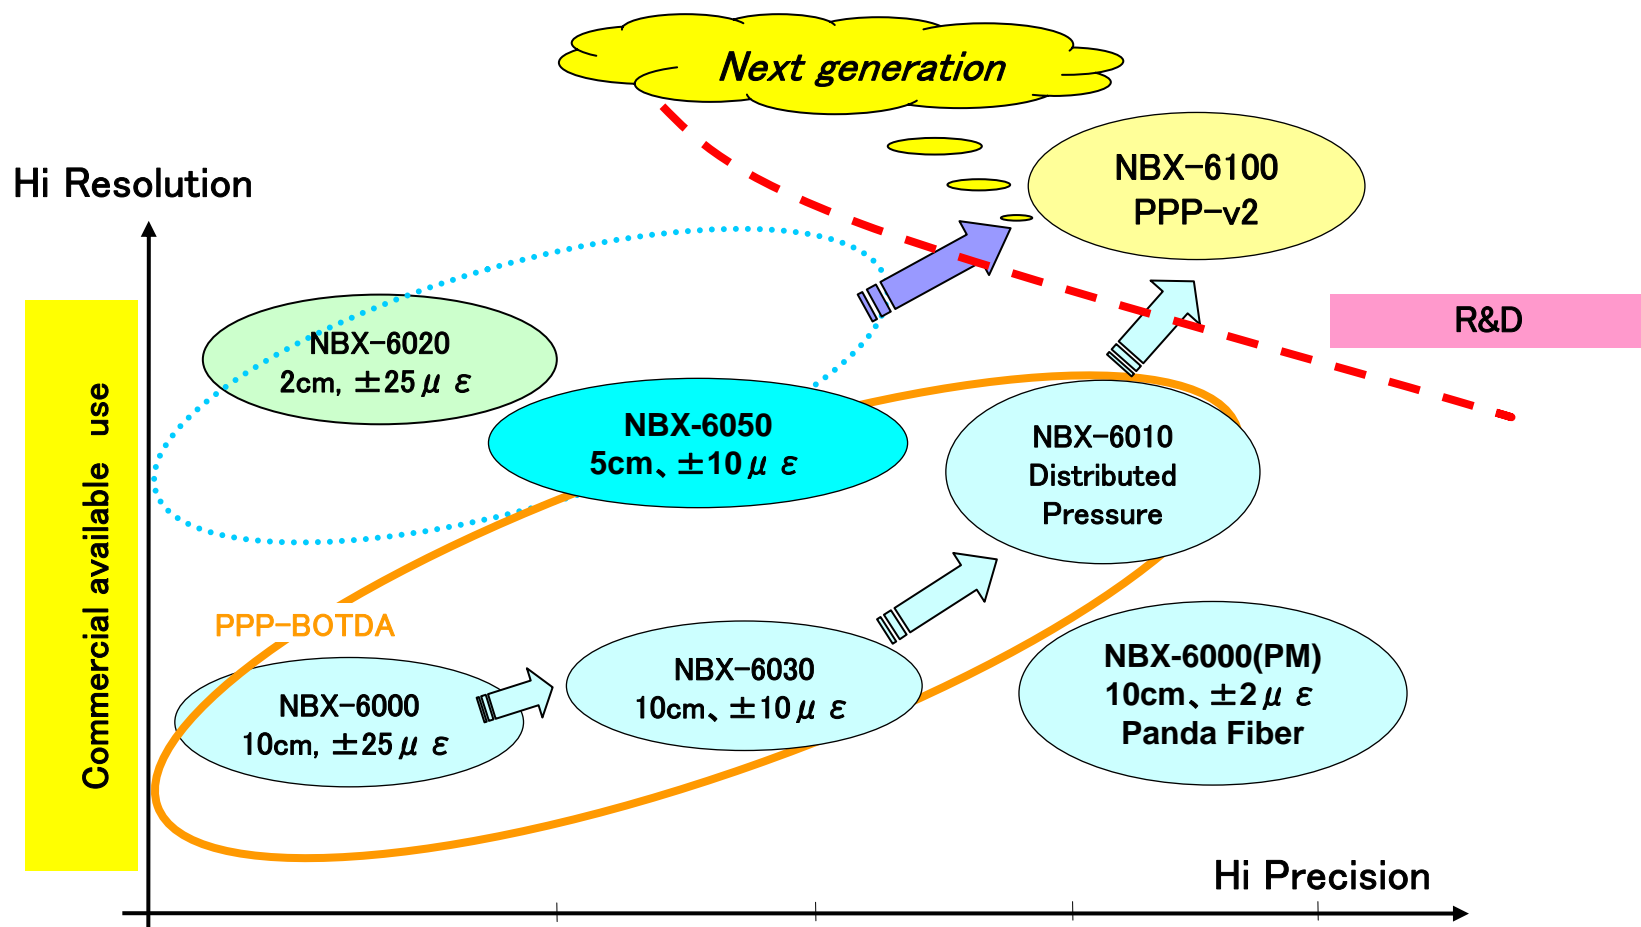 Next generation
NBX-6100
PPP-v2
Hi Resolution
R&D
NBX-6020
2cm, ±25μ ε
NBX-6050
5cm、±10μ ε
NBX-6010
Distributed
Pressure
Commercial available use
PPP-BOTDA
NBX-6000
10cm, ±25μ ε
NBX-6030
10cm、±10μ ε
NBX-6000(PM)
10cm、±2μ ε
Panda Fiber
Hi Precision